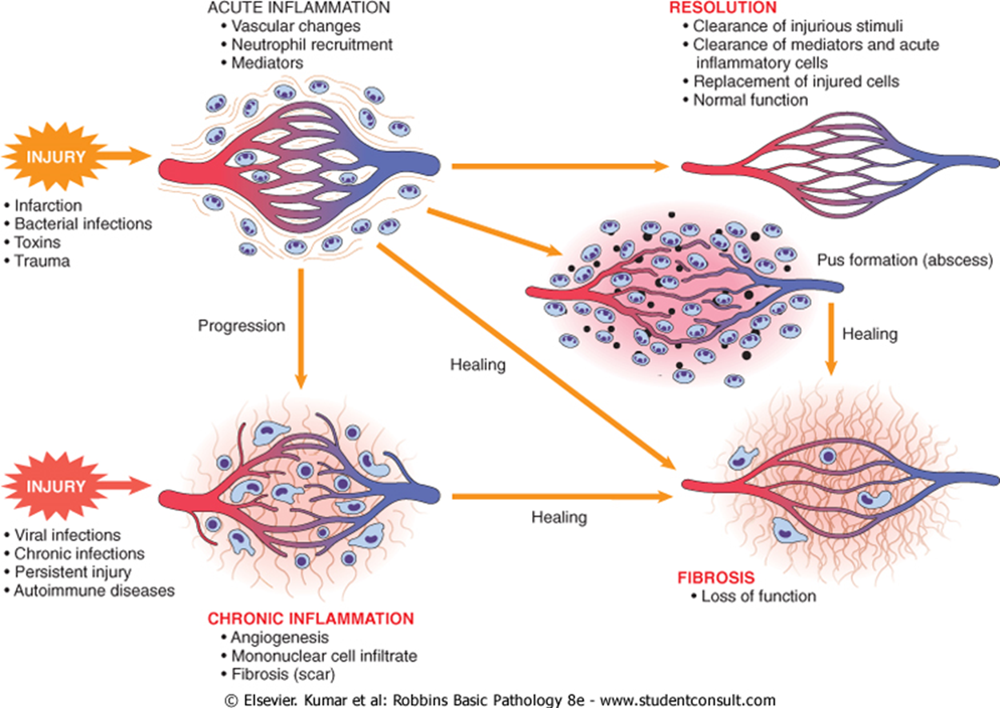 ACUTE INFLAMMATION
• Vascular changes
• Neutrophil recruitment
• Mediators
RESOLUTION
• Clearance of injurious stimuli
• Clearance of mediators and acute
inflammatory cells
• Replacement of injured cells
• Normal function
INJURY
• Infarction
• Bacterial infections
• Toxins
• Trauma
Pus formation (abscess)
Progression
Healing
Healing
INJURY
• Viral infections
• Chronic infections
• Persistent injury
• Autoimmune diseases
Healing
FIBROSIS
• Loss of function
CHRONIC INFLAMMATION
• Angiogenesis
• Mononuclear cell infiltrate
• Fibrosis (scar)
© Elsevier. Kumar et al: Robbins Basic Pathology 8e - www.studentconsult.com